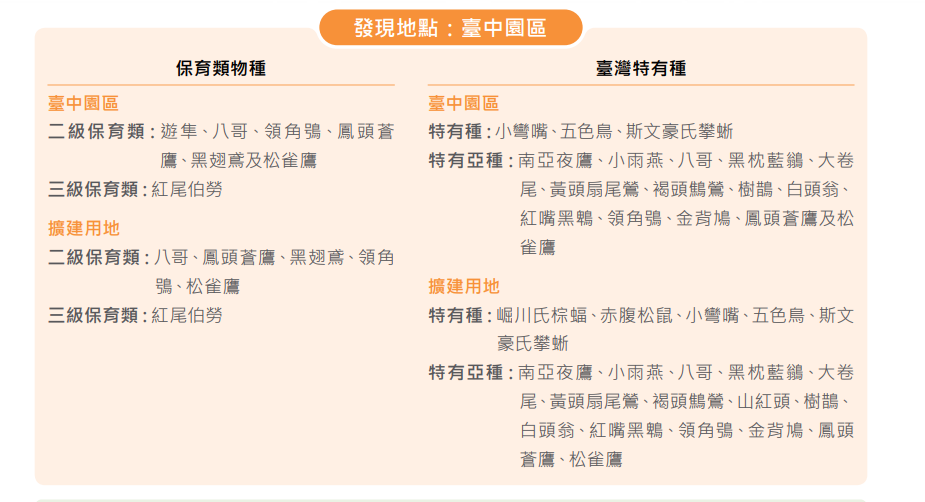 發現地點：臺中園區
保育類物種
臺中園區
二級保育類：遊隼、八哥、領角鴞、鳳頭蒼
鷹、黑翅鳶及松雀鷹
三級保育類：紅尾伯勞
擴建用地
二級保育類：八哥、鳳頭蒼鷹、黑翅鳶、領角
鴞、松雀鷹
三級保育類：紅尾伯勞
臺灣特有種
臺中園區
特有種：小彎嘴、五色鳥、斯文豪氏攀蜥
特有亞種：南亞夜鷹、小雨燕、八哥、黑枕藍鶲、大卷
尾、黃頭扇尾鶯、褐頭鷦鶯、樹鵲、白頭翁、
紅嘴黑鵯、領角鴞、金背鳩、鳳頭蒼鷹及松
雀鷹
擴建用地
特有種：崛川氏棕蝠、赤腹松鼠、小彎嘴、五色鳥、斯文
豪氏攀蜥
特有亞種：南亞夜鷹、小雨燕、八哥、黑枕藍鶲、大卷
尾、黃頭扇尾鶯、褐頭鷦鶯、山紅頭、樹鵲、
白頭翁、紅嘴黑鵯、領角鴞、金背鳩、鳳頭
蒼鷹、松雀鷹